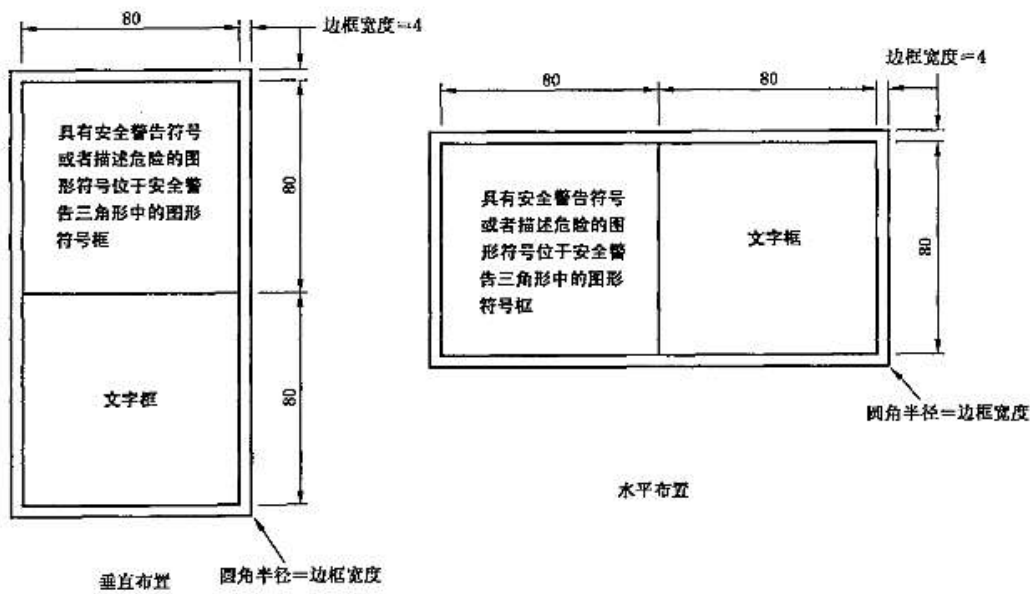 80
边框宽度=4
具有安全警告符号
或者描述危险的图
形符号位于安全警
告三角形中的图形
符号框
80
文字框
80
圆角半径=边框宽度
垂直布置
边框宽度=4
80
80
具有安全警告符号
或者描述危险的图
形符号位于安全警
告三角形中的图形
符号框
文字框
80
圆角半径=边框宽度
水平布置